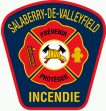 SALABERRY-DE-VALLEYFIELD
PRÉVENIR
PROTÉGER
INCENDIE